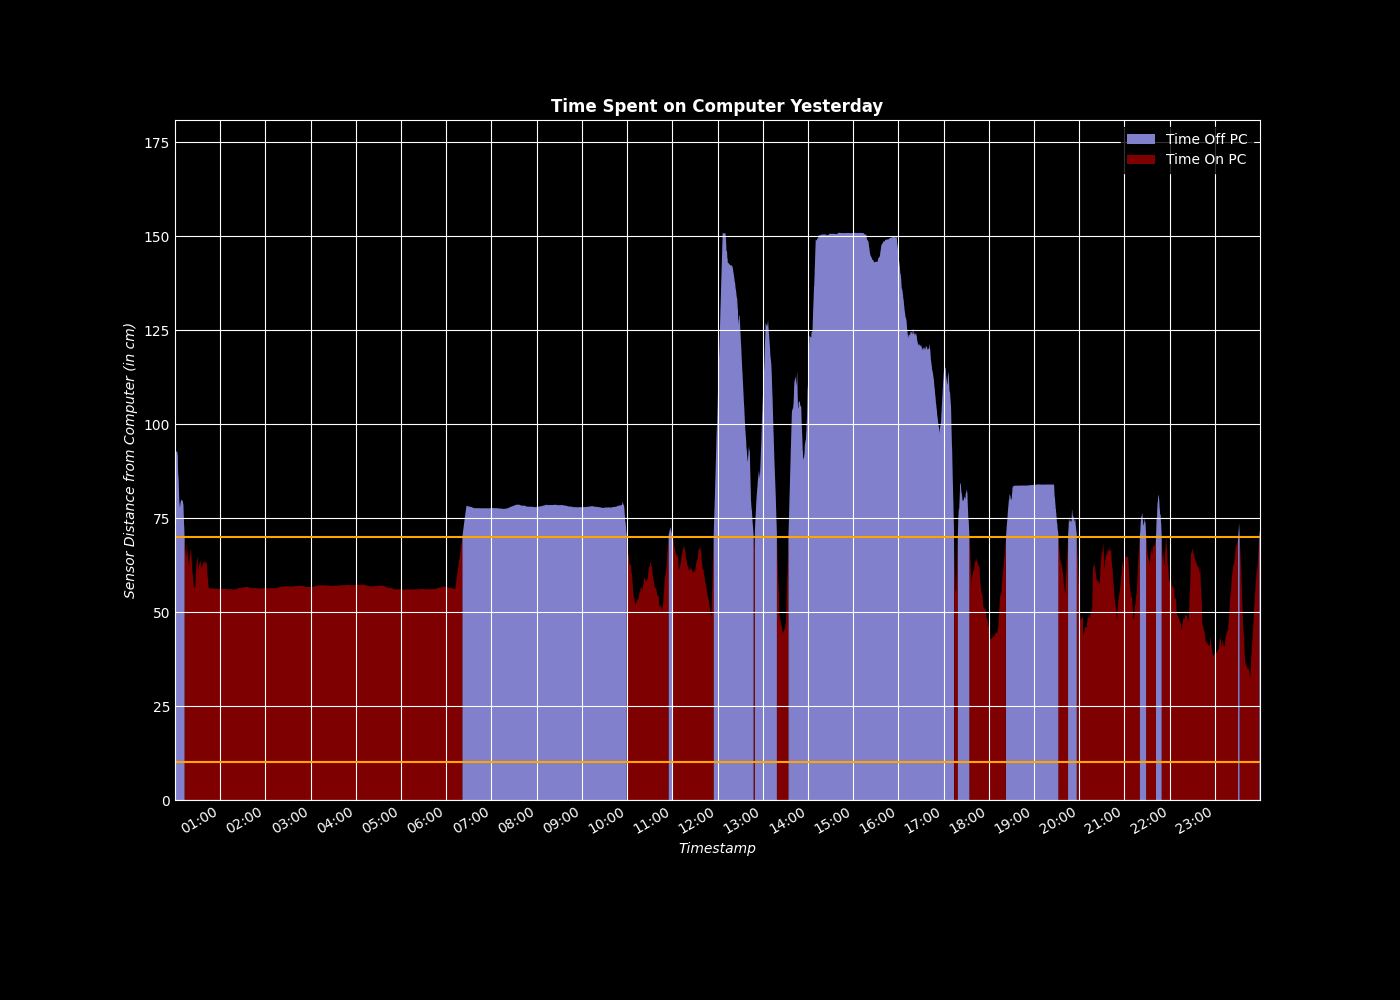 Time Spent on Computer Yesterday
Time Off PC
Time On PC
Sensor Distance from Computer (in cm)
175
150
125
100
75
50
25
0
01:00 02:00 03:00 04:00 05:00 06:00 07:00 08:00 09:00 10:00 11:00 12:00 13:00 14:00 15:00 16:00 17:00 18:00 19:00 20:00 21:00 22:00 23:00
Timestamp